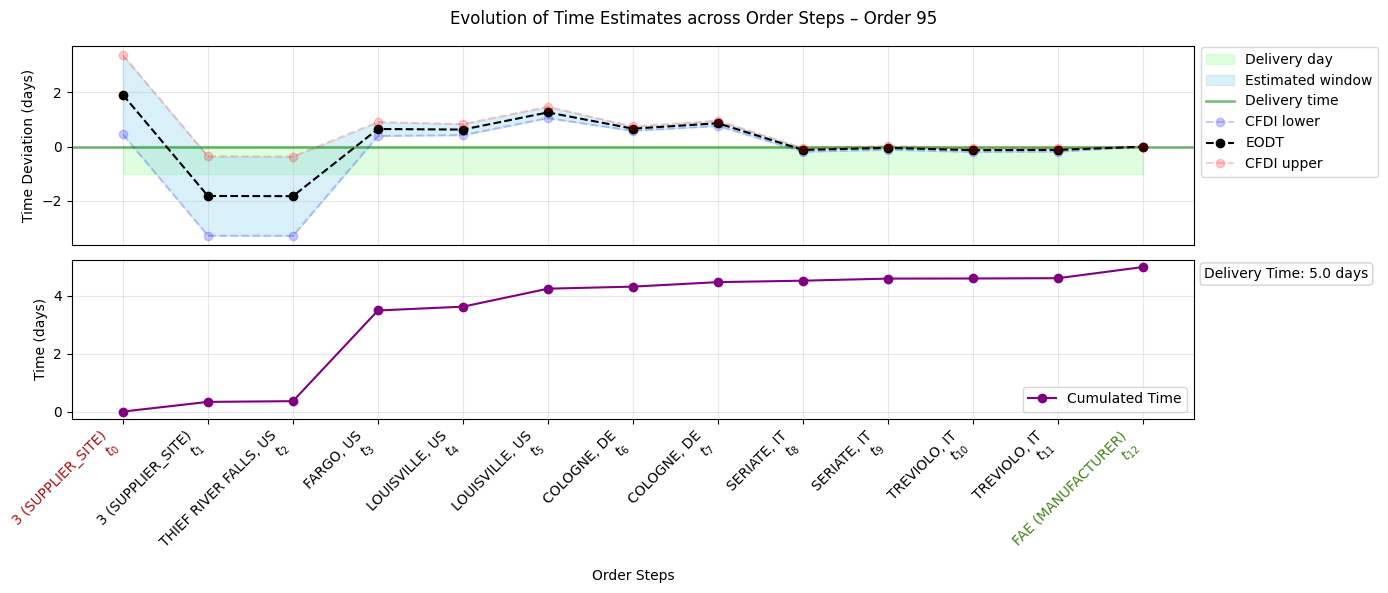 Evolution of Time Estimates across Order Steps – Order 95
Time Deviation (days)
2
0
−2
Delivery day
Estimated window
Delivery time
CFDI lower
EODT
CFDI upper
Time (days)
4
2
0
Delivery Time: 5.0 days
Cumulated Time
3 (SUPPLIER_SITE)
t0
3 (SUPPLIER_SITE)
t1
THIEF RIVER FALLS, US
t2
FARGO, US
t3
LOUISVILLE, US
t4
LOUISVILLE, US
t5
COLOGNE, DE
t6
COLOGNE, DE
t7
SERIATE, IT
t8
SERIATE, IT
t9
TREVIOLO, IT
t10
TREVIOLO, IT
t11
FAE (MANUFACTURER)
t12
Order Steps